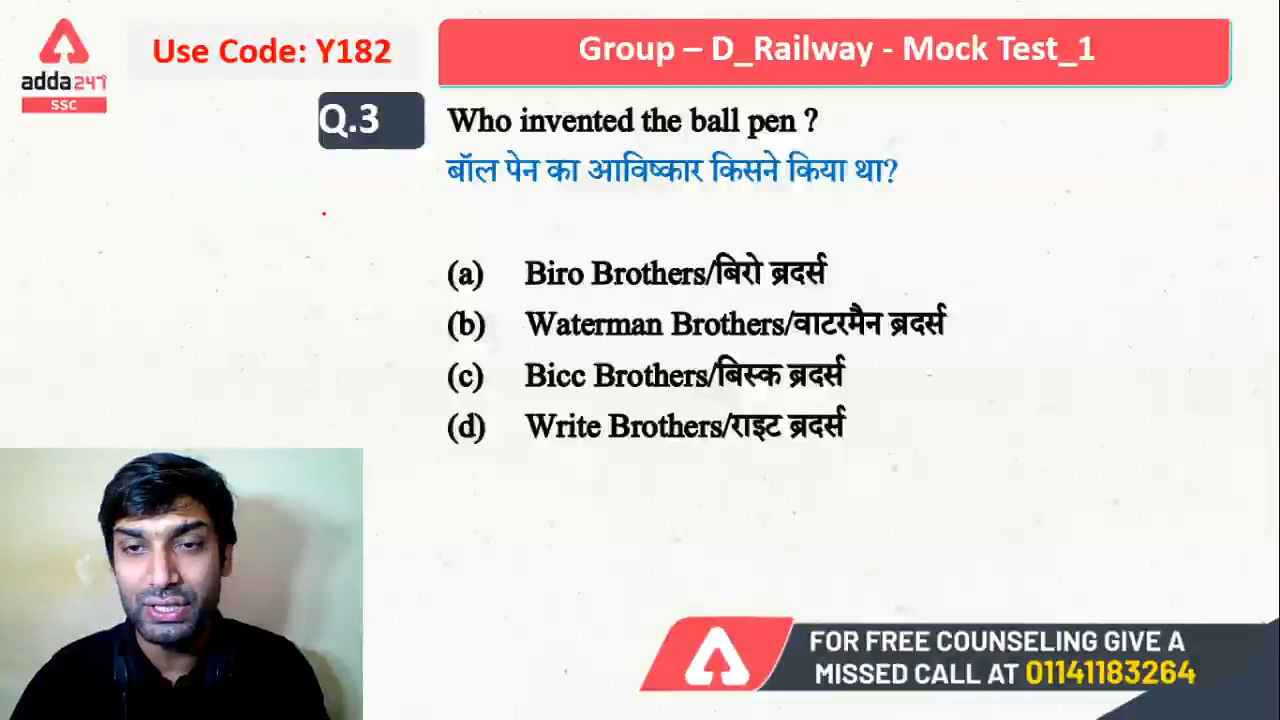 adda247
SSC
Use Code: Y182
Group – D_Railway - Mock Test_1
Q.3
Who invented the ball pen ?
बॉल पेन का आविष्कार किसने किया था?
(a) Biro Brothers/बिरो ब्रदर्स
(b) Waterman Brothers/वाटरमैन ब्रदर्स
(c) Bicc Brothers/बिस्क ब्रदर्स
(d) Write Brothers/राइट ब्रदर्स
FOR FREE COUNSELING GIVE A
MISSED CALL AT 01141183264